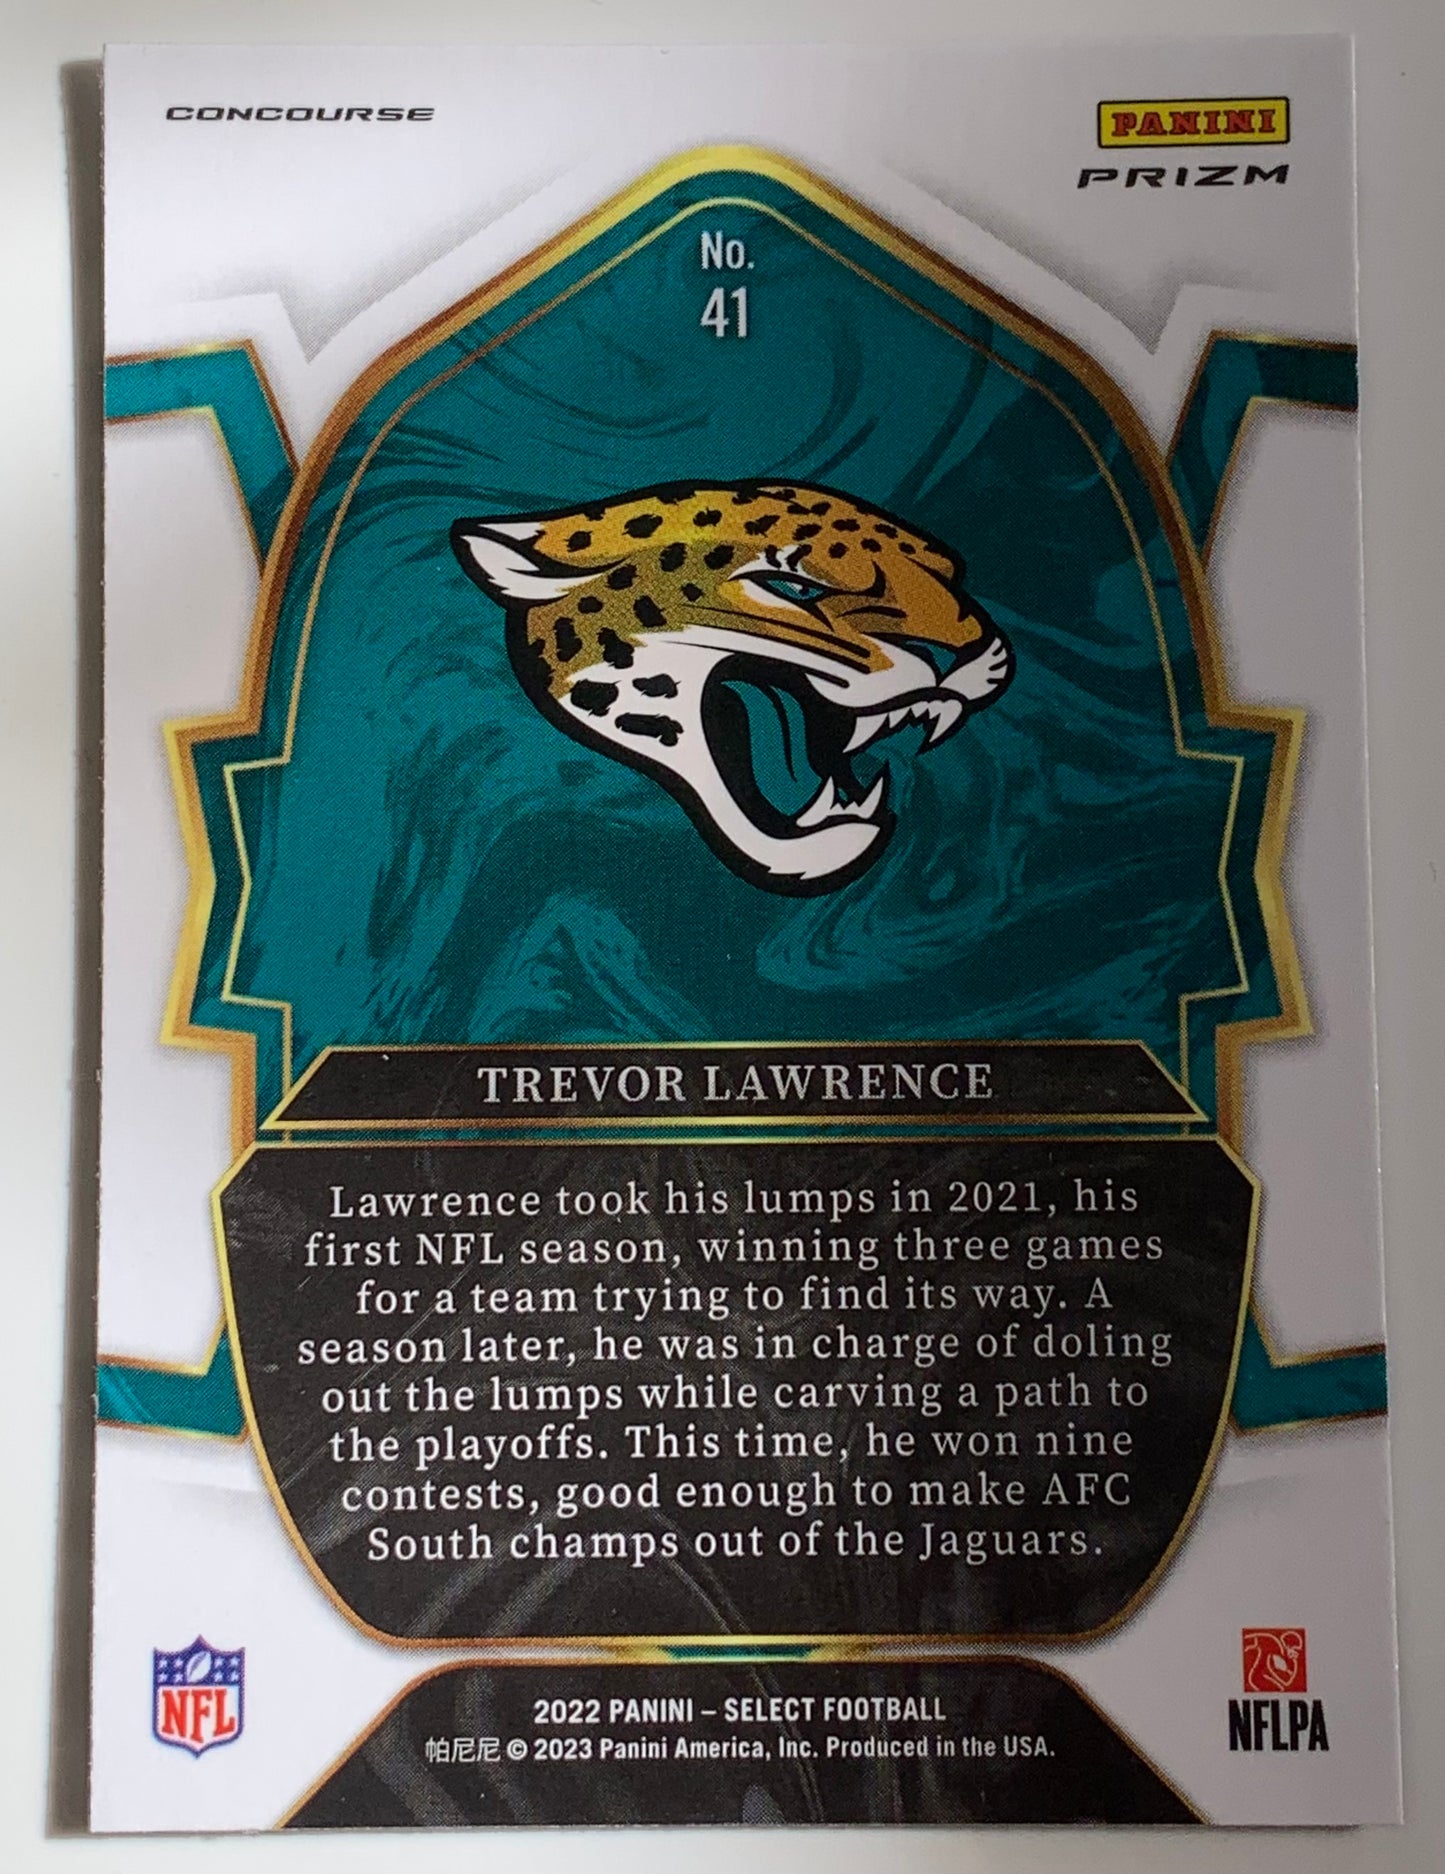 CONCOURSE
PANINI
PRIZM
No.
41
TREVOR LAWRENCE
Lawrence took his lumps in 2021, his
first NFL season, winning three games
for a team trying to find its way. A
season later, he was in charge of doling
out the lumps while carving a path to
the playoffs. This time, he won nine
contests, good enough to make AFC
South champs out of the Jaguars.
NFL
2022 PANINI – SELECT FOOTBALL
帕尼尼 © 2023 Panini America, Inc. Produced in the USA.
NFLPA